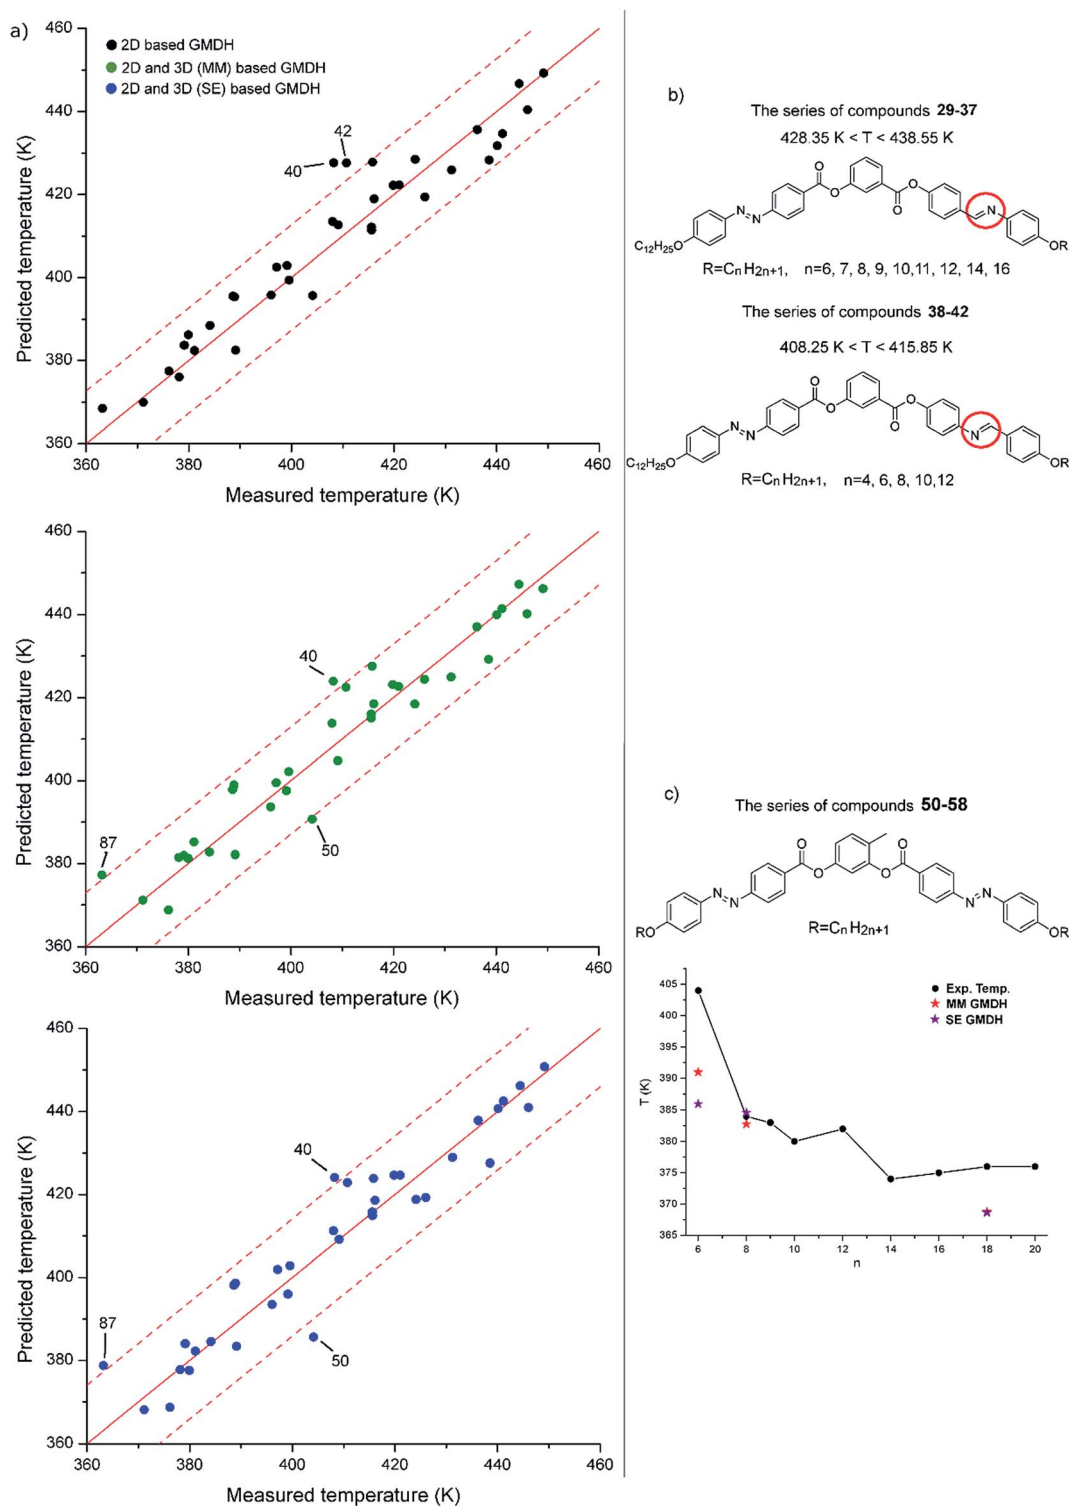 a)
2D based GMDH
2D and 3D (MM) based GMDH
2D and 3D (SE) based GMDH
460
440
420
400
380
360
Predicted temperature (K)
42
40
360
380
400
420
440
460
Measured temperature (K)
460
440
420
400
380
360
Predicted temperature (K)
40
87
50
360
380
400
420
440
460
Measured temperature (K)
460
440
420
400
380
360
Predicted temperature (K)
40
87
50
360
380
400
420
440
460
Measured temperature (K)
b)
The series of compounds 29-37
428.35 K < T < 438.55 K
O
O
O
O
N
N
N
C12H25O
OR
R=CnH2n+1, n=6, 7, 8, 9, 10,11, 12, 14, 16
The series of compounds 38-42
408.25 K < T < 415.85 K
O
O
O
O
N
N
N
C12H25O
OR
R=CnH2n+1, n=4, 6, 8, 10,12
c)
The series of compounds 50-58
O
O
O
O
N
N
N
N
RO
OR
R=CnH2n+1
Exp. Temp.
MM GMDH
SE GMDH
405
400
395
390
385
380
375
370
365
T (K)
6
8
10
12
14
16
18
20
n